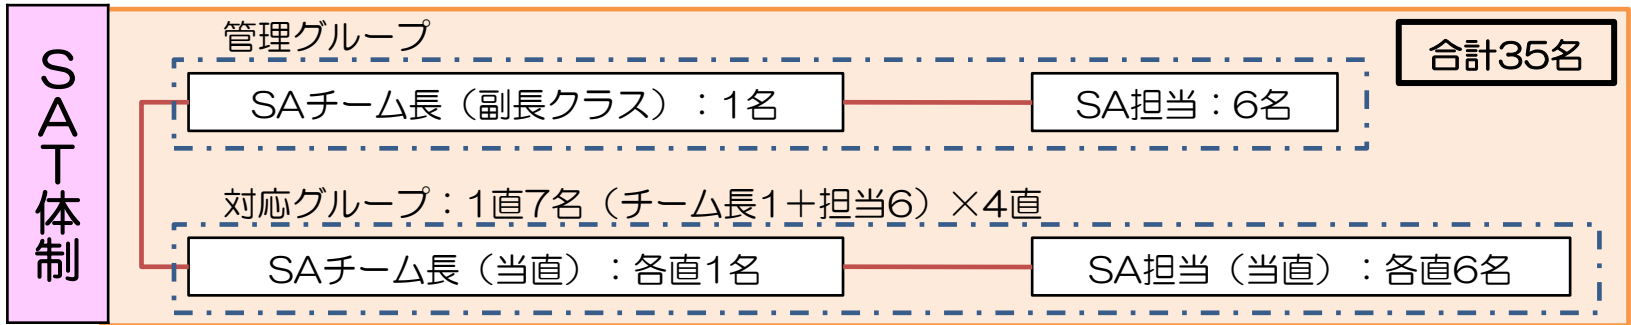 SAT体制
管理グループ
合計35名
SAチーム長（副長クラス）：1名
SA担当：6名
対応グループ：1直7名（チーム長1＋担当6）×4直
SAチーム長（当直）：各直1名
SA担当（当直）：各直6名